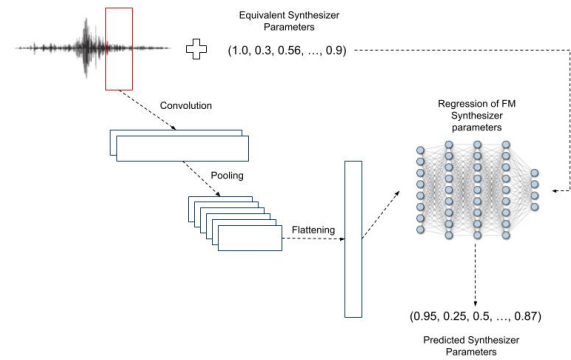 Equivalent Synthesizer
Parameters
(1.0, 0.3, 0.56, ..., 0.9)
Convolution
Regression of FM
Synthesizer
parameters
Pooling
Flattening
(0.95, 0.25, 0.5, ..., 0.87)
Predicted Synthesizer
Parameters